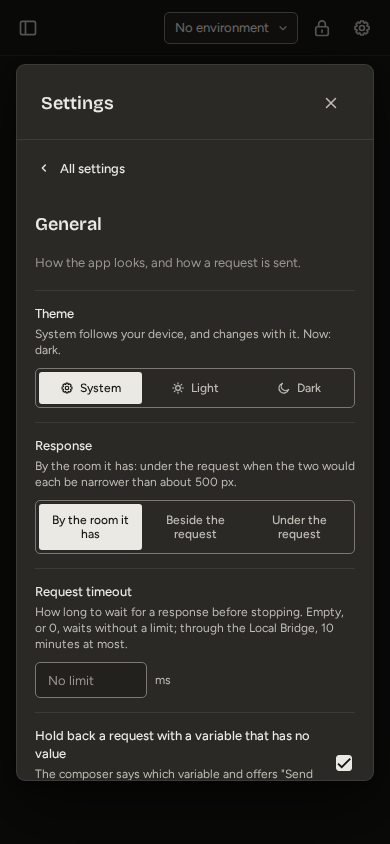 No environment
Settings
All settings
General
How the app looks, and how a request is sent.
Theme
System follows your device, and changes with it. Now:
dark.
System
Light
Dark
Response
By the room it has: under the request when the two would
each be narrower than about 500 px.
By the room it
has
Beside the
request
Under the
request
Request timeout
How long to wait for a response before stopping. Empty,
or 0, waits without a limit; through the Local Bridge, 10
minutes at most.
No limit
ms
Hold back a request with a variable that has no
value
The composer says which variable and offers "Send